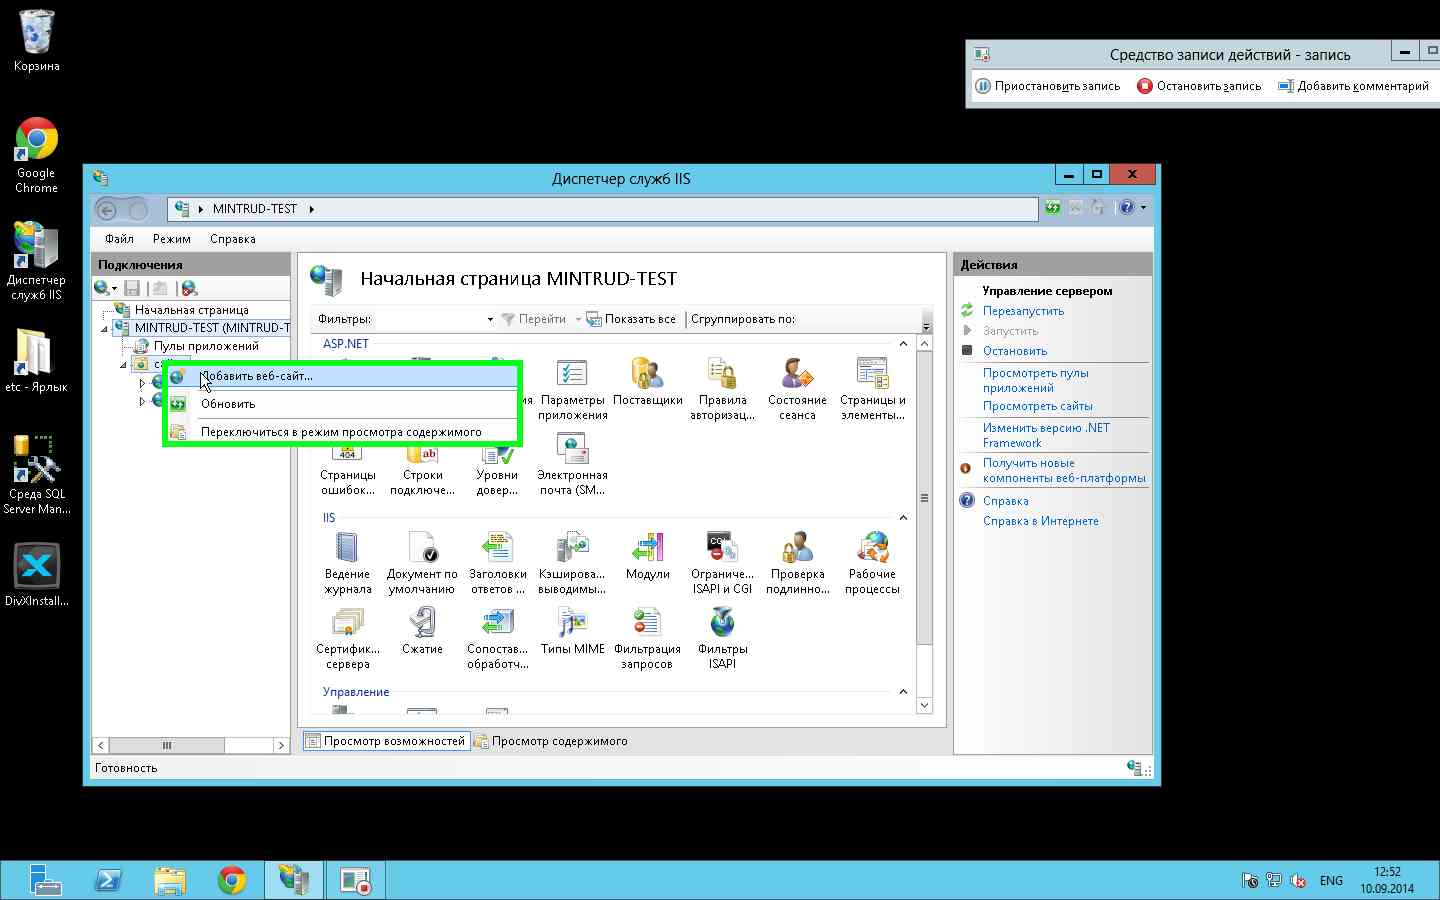 Корзина
Google
Chrome
Диспетчер
служб IIS
etc - Ярлык
Среда SQL
Server Man...
DivXInstall...
Средство записи действий - запись
Приостановить запись
Остановить запись
Добавить комментарий
Диспетчер служб IIS
MINTRUD-TEST
Файл Режим Справка
Подключения
Начальная страница
MINTRUD-TEST (MINTRUD-T
Пулы приложений
Добавить веб-сайт...
Обновить
Переключиться в режим просмотра содержимого
Начальная страница MINTRUD-TEST
Фильтры: Перейти Показать все Сгруппировать по:
ASP.NET
Параметры
приложения
Поставщики
Правила
авторизац...
Состояние
сеанса
Страницы и
элементы...
404
ab
Страницы
ошибок...
Строки
подключе...
Уровни
довер...
Электронная
почта (SM...
IIS
Ведение
журнала
Документ по
умолчанию
Заголовки
ответов ...
Кэширова...
выводимы...
Модули
Ограниче...
ISAPI и CGI
Проверка
подлинно...
Рабочие
процессы
Сертифик...
сервера
Сжатие
Сопостав...
обработч...
Типы MIME
Фильтрация
запросов
Фильтры
ISAPI
Управление
Просмотр возможностей
Просмотр содержимого
Готовность
Действия
Управление сервером
Перезапустить
Запустить
Остановить
Просмотреть пулы
приложений
Просмотреть сайты
Изменить версию .NET
Framework
Получить новые
компоненты веб-платформы
Справка
Справка в Интернете
ENG
12:52
10.09.2014